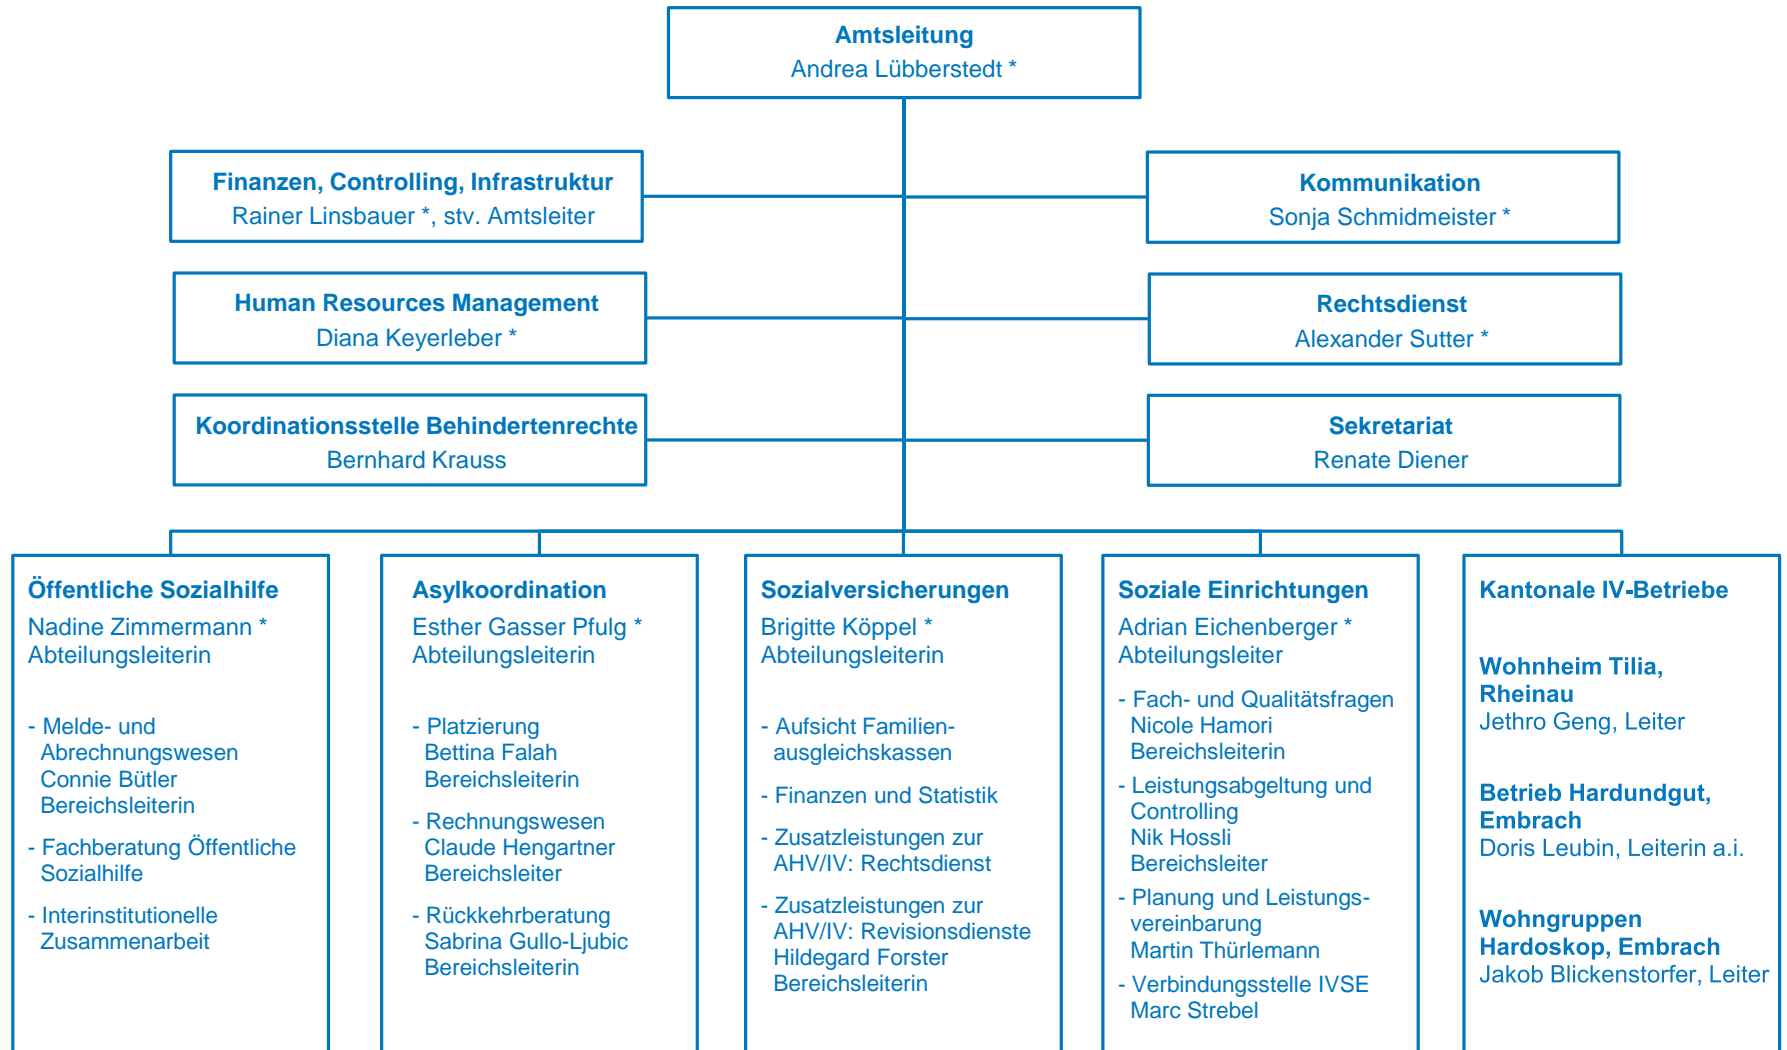 Amtsleitung
Andrea Lübberstedt *
Finanzen, Controlling, Infrastruktur
Rainer Linsbauer *, stv. Amtsleiter
Kommunikation
Sonja Schmidmeister *
Human Resources Management
Diana Keyerleber *
Rechtsdienst
Alexander Sutter *
Koordinationsstelle Behindertenrechte
Bernhard Krauss
Sekretariat
Renate Diener
Öffentliche Sozialhilfe
Nadine Zimmermann *
Abteilungsleiterin
- Melde- und
Abrechnungswesen
Connie Bütler
Bereichsleiterin
- Fachberatung Öffentliche
Sozialhilfe
- Interinstitutionelle
Zusammenarbeit
Asylkoordination
Esther Gasser Pfulg *
Abteilungsleiterin
- Platzierung
Bettina Falah
Bereichsleiterin
- Rechnungswesen
Claude Hengartner
Bereichsleiter
- Rückkehrberatung
Sabrina Gullo-Ljubic
Bereichsleiterin
Sozialversicherungen
Brigitte Köppel *
Abteilungsleiterin
- Aufsicht Familien-
ausgleichskassen
- Finanzen und Statistik
- Zusatzleistungen zur
AHV/IV: Rechtsdienst
- Zusatzleistungen zur
AHV/IV: Revisionsdienste
Hildegard Forster
Bereichsleiterin
Soziale Einrichtungen
Adrian Eichenberger *
Abteilungsleiter
- Fach- und Qualitätsfragen
Nicole Hamori
Bereichsleiterin
- Leistungsabgeltung und
Controlling
Nik Hossli
Bereichsleiter
- Planung und Leistungs-
vereinbarung
Martin Thürlemann
- Verbindungsstelle IVSE
Marc Strebel
Kantonale IV-Betriebe
Wohnheim Tilia,
Rheinau
Jethro Geng, Leiter
Betrieb Hardundgut,
Embrach
Doris Leubin, Leiterin a.i.
Wohngruppen
Hardoskop, Embrach
Jakob Blickenstorfer, Leiter